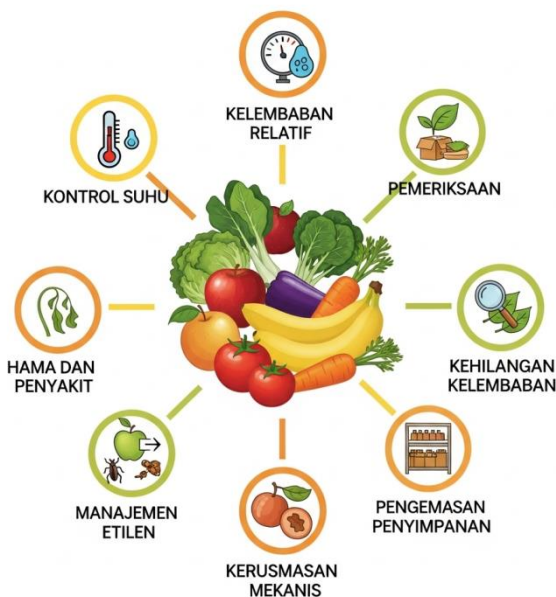 KELEMBABAN
RELATIF
KONTROL SUHU
PEMERIKSAAN
HAMA DAN
PENYAKIT
KEHILANGAN
KELEMBABAN
MANAJEMEN
ETILEN
PENGEMASAN
PENYIMPANAN
KERUSMASAN
MEKANIS